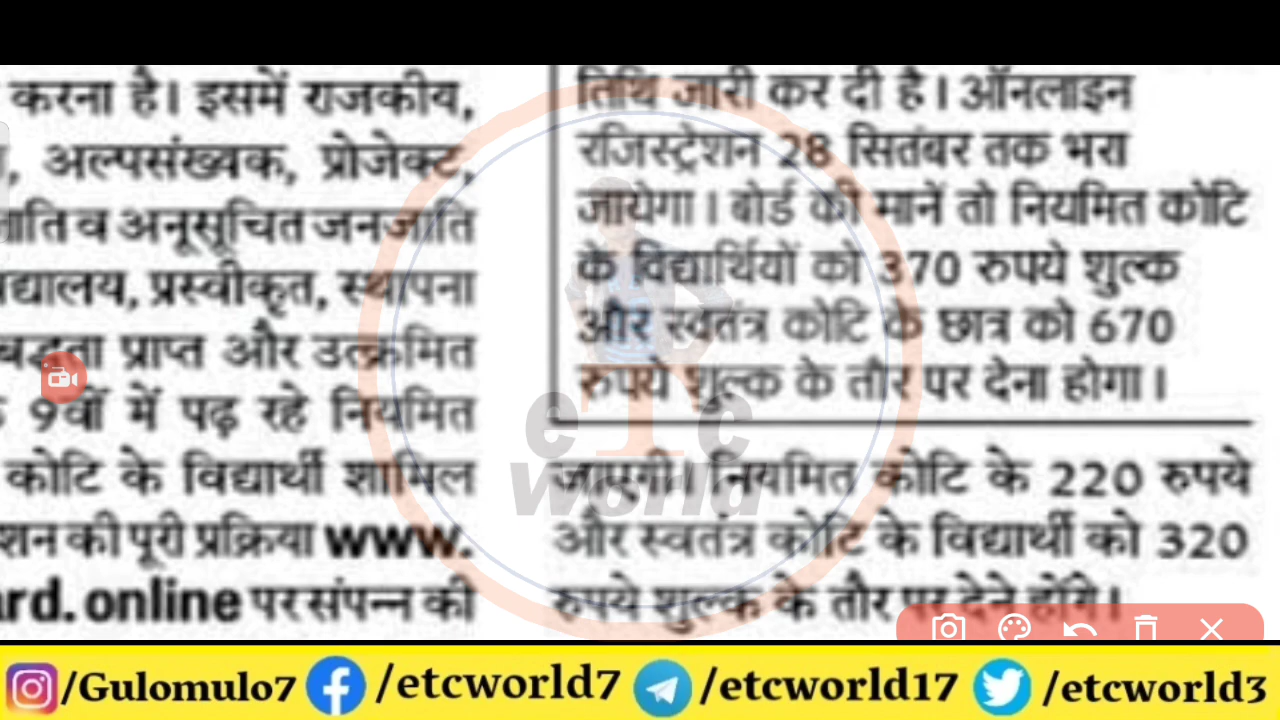 करना है। इसमें राजकीय,
अल्पसंख्यक, प्रोजेक्ट,
व अनूसूचित जनजाति
प्रस्वीकृत, स्थापना
प्राप्त और उत्क्रमित
9वीं में पढ़ रहे नियमित
कोटि के विद्यार्थी शामिल
की पूरी प्रक्रिया www.
ard. online पर संपन्न की
तिथि जारी कर दी है। ऑनलाइन
रजिस्ट्रेशन 28 सितंबर तक भरा
जायेगा। बोर्ड की मानें तो नियमित कोटि
के विद्यार्थियों को 370 रुपये शुल्क
और स्वतंत्र कोटि के छात्र को 670
रुपये शुल्क के तौर पर देना होगा।
जाएगी। नियमित कोटि के 220 रुपये
और स्वतंत्र कोटि के विद्यार्थी को 320
रुपये शुल्क के तौर पर देने होंगे।
eTc
World
/Gulomulo7 /etcworld7 /etcworld17 /etcworld3